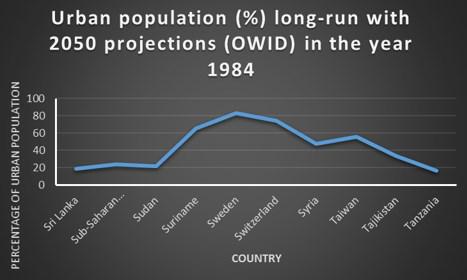 Urban population (%) long-run with
2050 projections (OWID) in the year
1984
PERCENTAGE OF URBAN POPULATION
100
80
60
40
20
0
Sri Lanka
Sub-Saharan...
Sudan
Suriname
Sweden
Switzerland
Syria
Taiwan
Tajikistan
Tanzania
COUNTRY